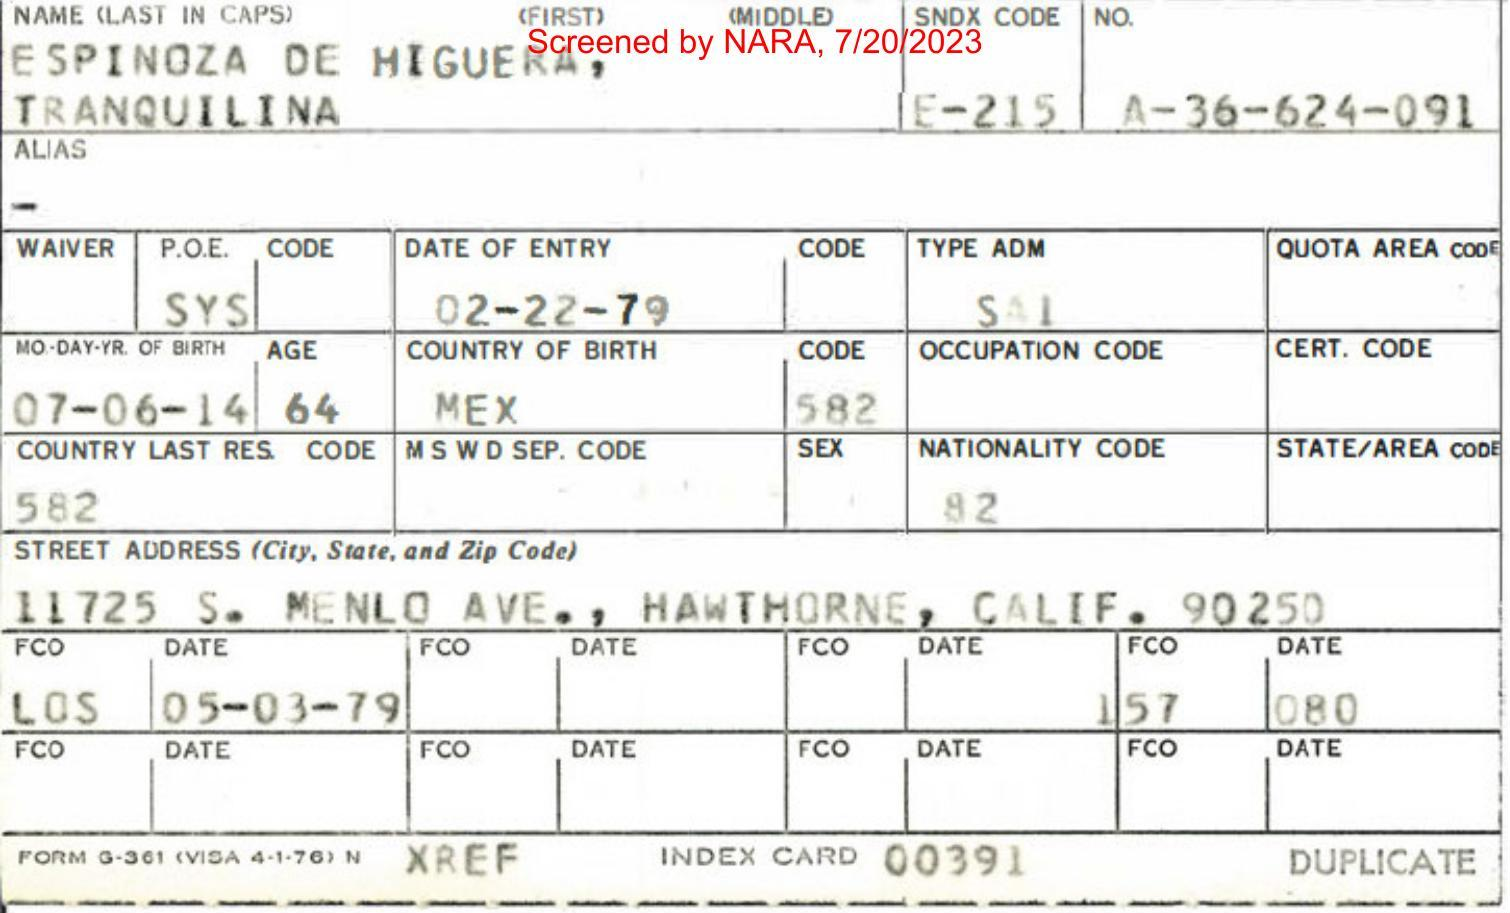 NAME (LAST IN CAPS) (FIRST) (MIDDLE) SNDX CODE NO.
Screened by NARA, 7/20/2023
ESPINOZA DE HIGUERA,
TRANQUILINA E-215 A-36-624-091
ALIAS
-
WAIVER P.O.E. CODE DATE OF ENTRY CODE TYPE ADM QUOTA AREA CODE
SYS 02-22-79 SA1
MO.-DAY-YR. OF BIRTH AGE COUNTRY OF BIRTH CODE OCCUPATION CODE CERT. CODE
07-06-14 64 MEX 582
COUNTRY LAST RES. CODE M S W D SEP. CODE SEX NATIONALITY CODE STATE/AREA CODE
582 82
STREET ADDRESS (City, State, and Zip Code)
11725 S. MENLO AVE., HAWTHORNE, CALIF. 90250
FCO DATE FCO DATE FCO DATE FCO DATE
LOS 05-03-79 157 080
FCO DATE FCO DATE FCO DATE FCO DATE
FORM G-361 (VISA 4-1-76) N XREF INDEX CARD 00391 DUPLICATE